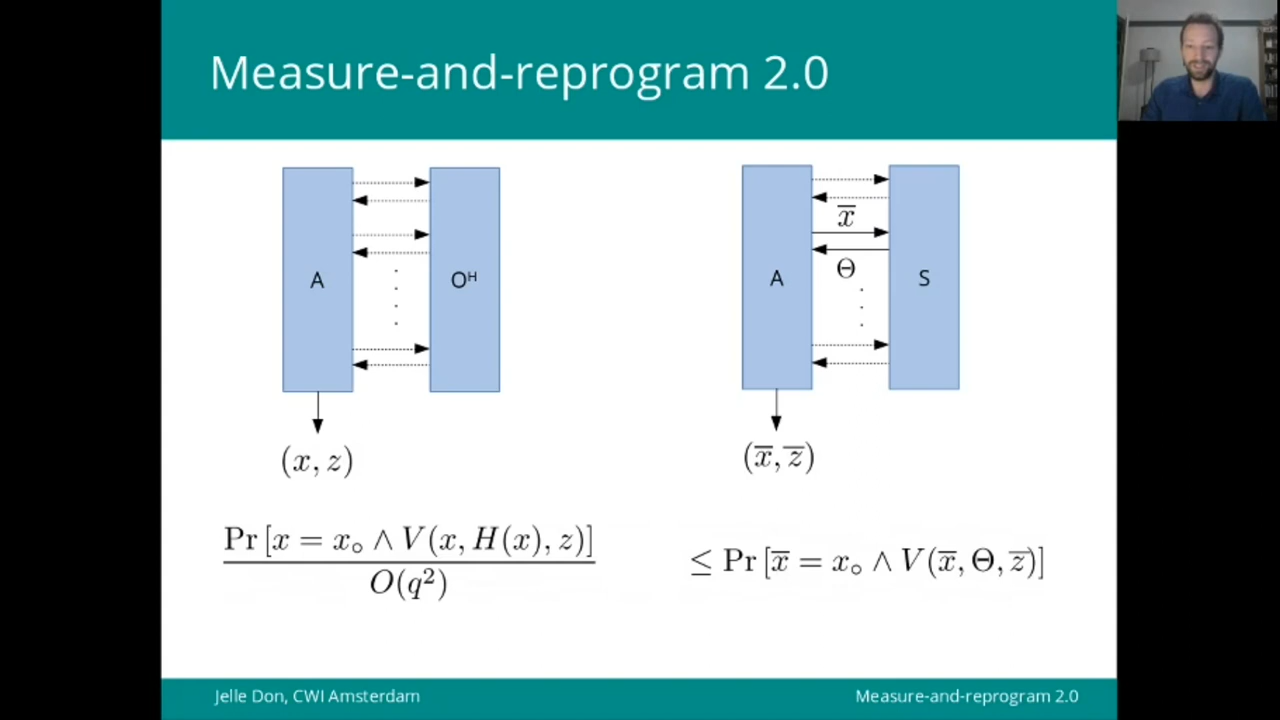 Measure-and-reprogram 2.0
A
O^H
(x, z)
A
x̅
Θ
S
(x̅, z̅)
Pr [x = x∘ ∧ V(x, H(x), z)]
O(q²)
≤ Pr [x̅ = x∘ ∧ V(x̅, Θ, z̅)]
Jelle Don, CWI Amsterdam
Measure-and-reprogram 2.0